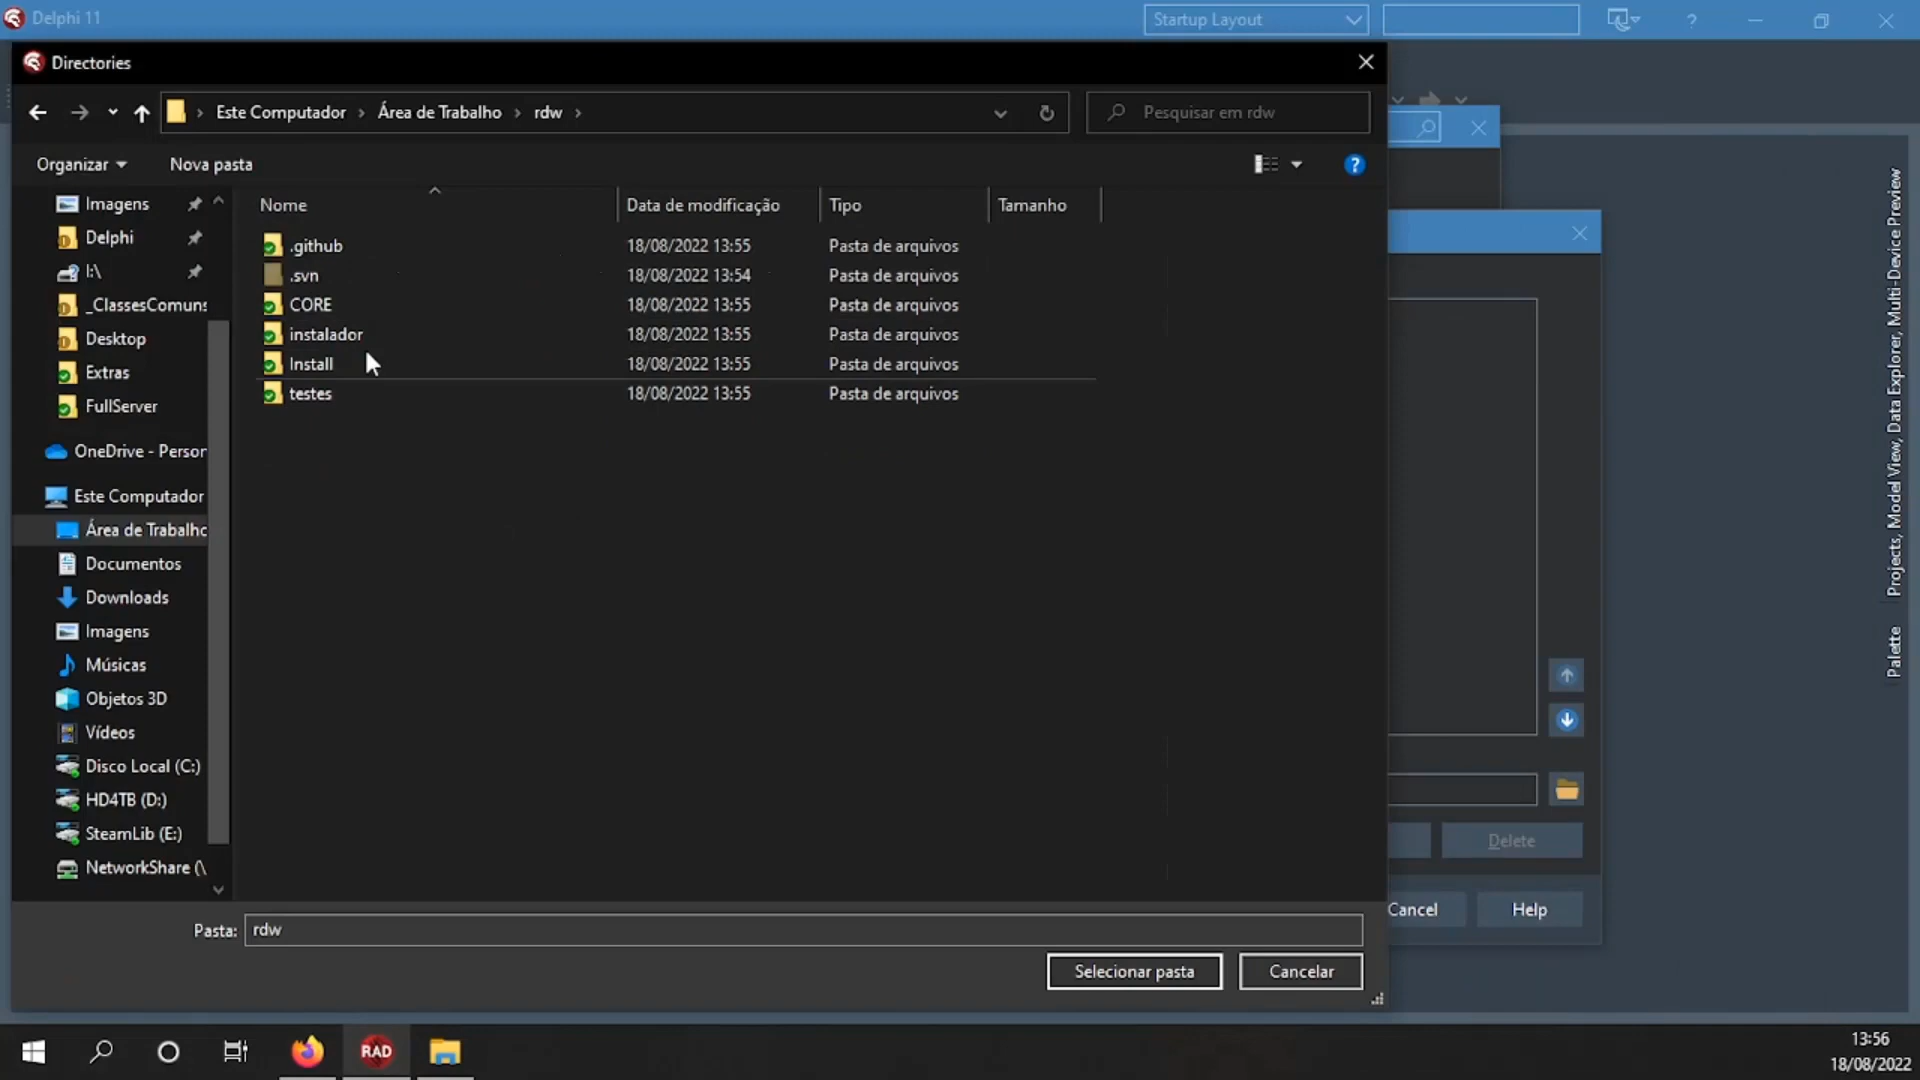 Delphi 11
Startup Layout
?
Directories
Este Computador > Área de Trabalho > rdw >
Pesquisar em rdw
Organizar
Nova pasta
?
Imagens
Delphi
I:\
_ClassesComuns
Desktop
Extras
FullServer
OneDrive - Person
Este Computador
Área de Trabalho
Documentos
Downloads
Imagens
Músicas
Objetos 3D
Vídeos
Disco Local (C:)
HD4TB (D:)
SteamLib (E:)
NetworkShare (\
Nome Data de modificação Tipo Tamanho
.github 18/08/2022 13:55 Pasta de arquivos
.svn 18/08/2022 13:54 Pasta de arquivos
CORE 18/08/2022 13:55 Pasta de arquivos
instalador 18/08/2022 13:55 Pasta de arquivos
Install 18/08/2022 13:55 Pasta de arquivos
testes 18/08/2022 13:55 Pasta de arquivos
Pasta: rdw
Selecionar pasta
Cancelar
Delete
Cancel
Help
Projects, Model View, Data Explorer, Multi-Device Preview
Palette
RAD
13:56
18/08/2022